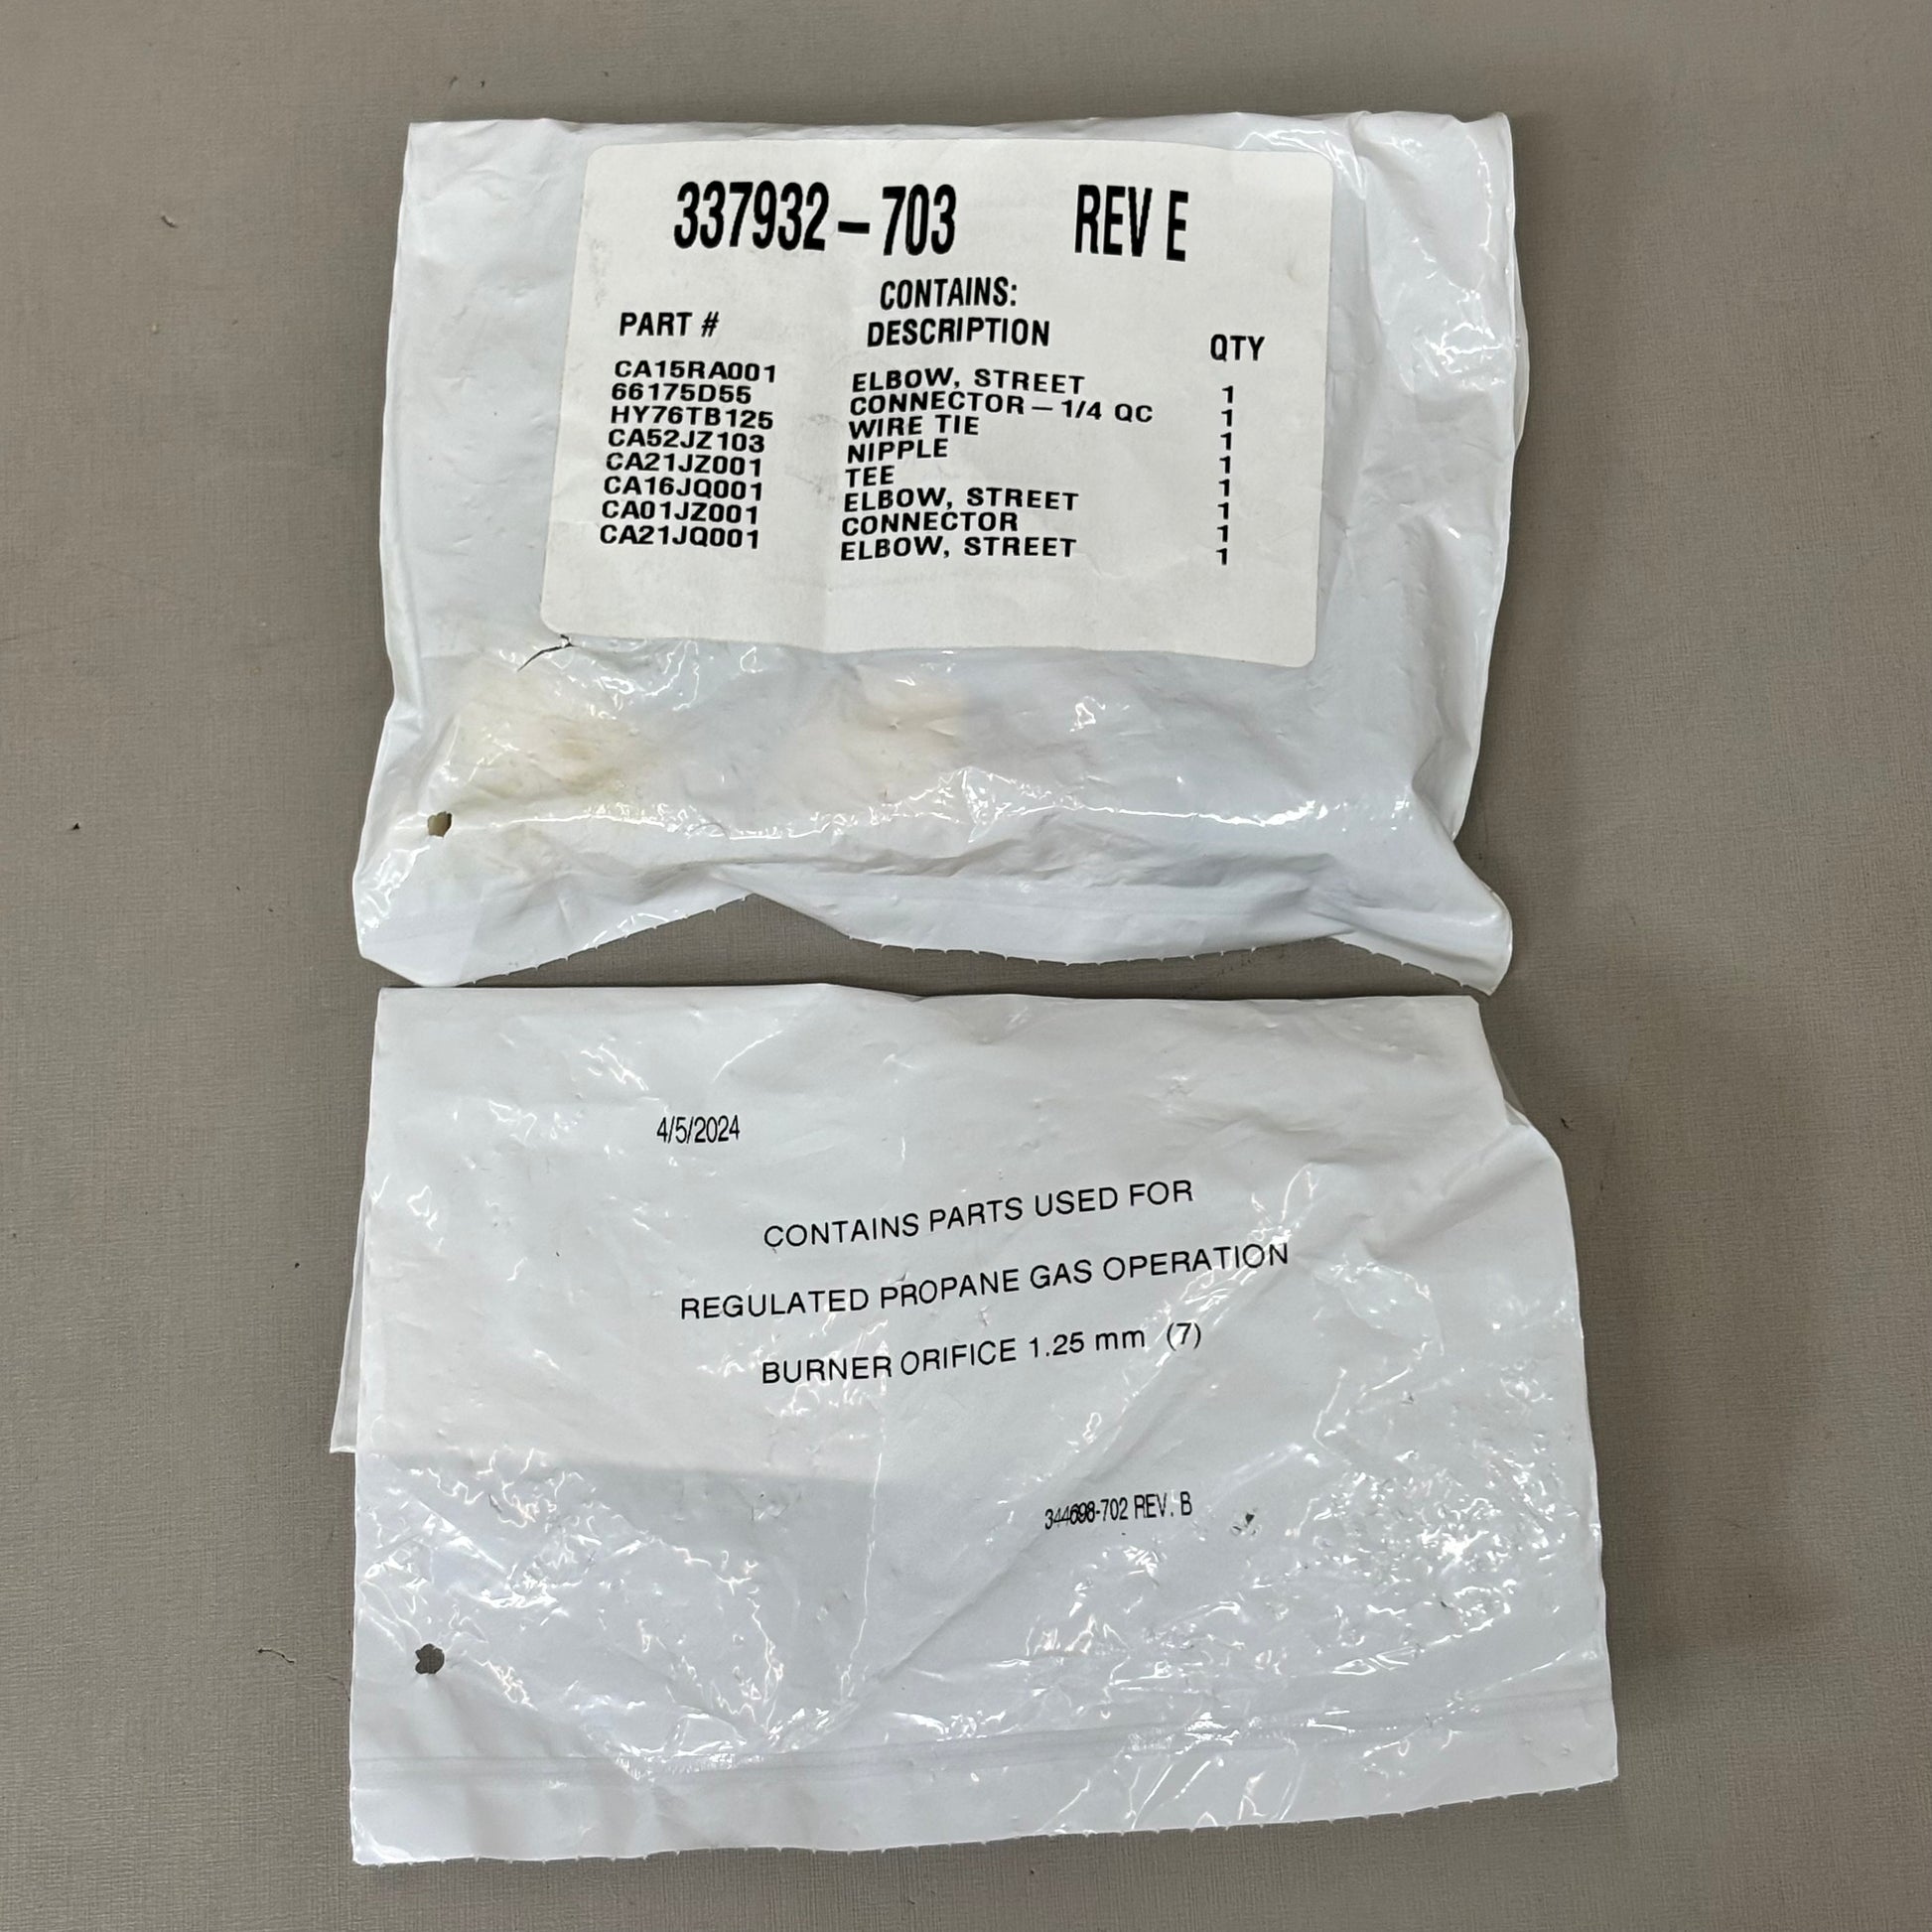 337932-703 REV E
CONTAINS:
PART # DESCRIPTION QTY
CA15RA001 ELBOW, STREET 1
66175D55 CONNECTOR-1/4 QC 1
HY76TB125 WIRE TIE 1
CA52JZ103 NIPPLE 1
CA21JZ001 TEE 1
CA16JQ001 ELBOW, STREET 1
CA01JZ001 CONNECTOR 1
CA21JQ001 ELBOW, STREET 1
4/5/2024
CONTAINS PARTS USED FOR
REGULATED PROPANE GAS OPERATION
BURNER ORIFICE 1.25 mm (7)
344698-702 REV. B